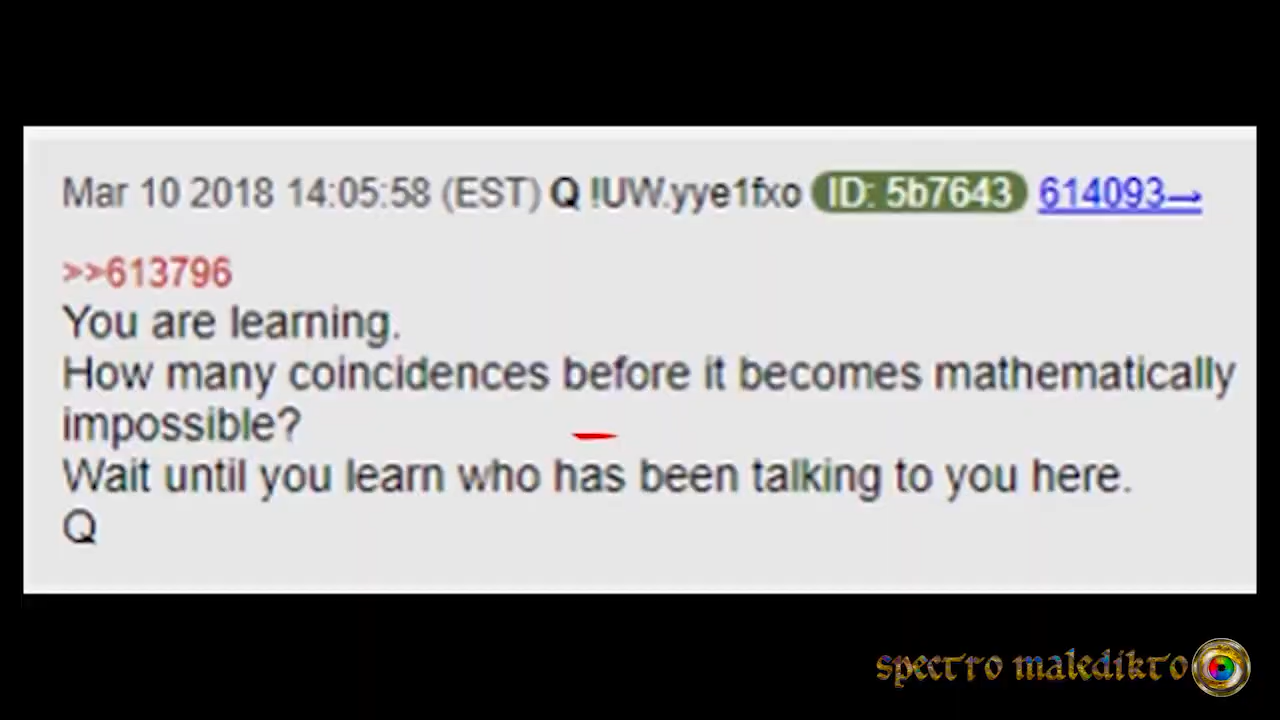 Mar 10 2018 14:05:58 (EST) Q !UW.yye1fxo ID: 5b7643 614093→
>>613796
You are learning.
How many coincidences before it becomes mathematically
impossible?
Wait until you learn who has been talking to you here.
Q
spectro maledikto